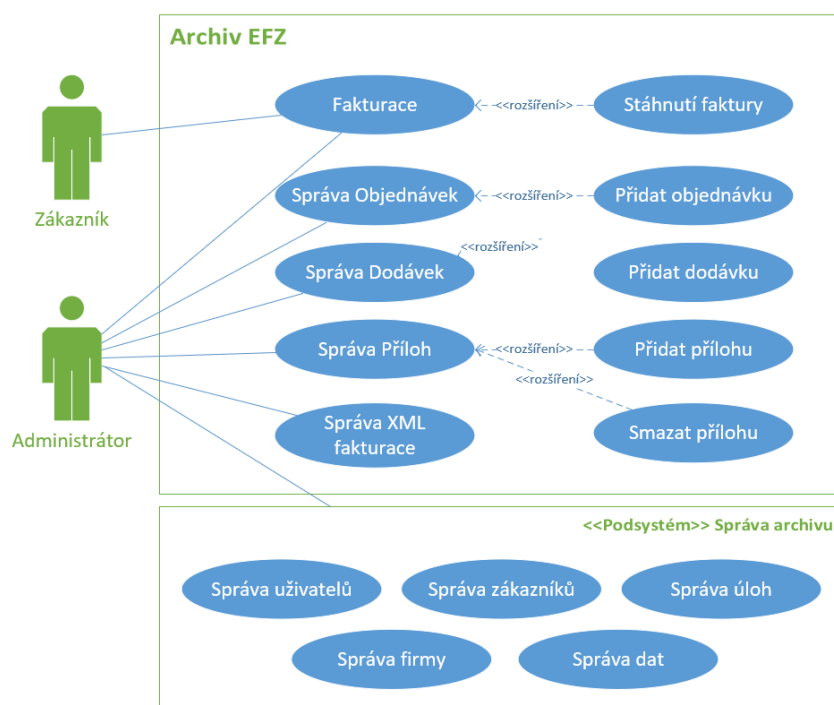 Archiv EFZ
Fakturace
<<rozšíření>>
Stáhnutí faktury
Zákazník
Správa Objednávek
<<rozšíření>>
Přidat objednávku
<<rozšíření>>
Správa Dodávek
Přidat dodávku
Správa Příloh
<<rozšíření>>
Přidat přílohu
<<rozšíření>>
Administrátor
Správa XML
fakturace
Smazat přílohu
<<Podsystém>> Správa archivu
Správa uživatelů
Správa zákazníků
Správa úloh
Správa firmy
Správa dat